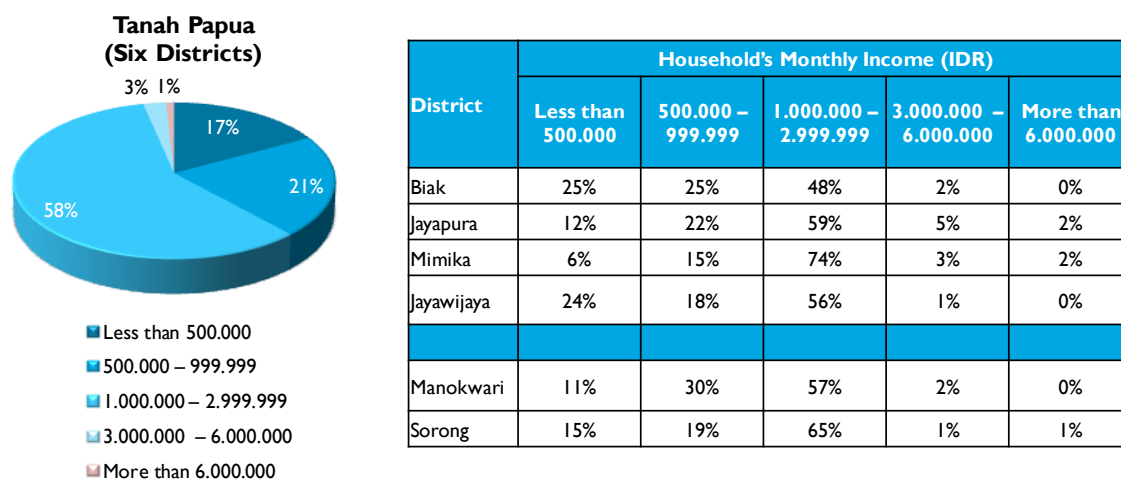 Tanah Papua
(Six Districts)
3% 1%
17%
21%
58%
Less than 500.000
500.000 – 999.999
1.000.000 – 2.999.999
3.000.000 – 6.000.000
More than 6.000.000
District
Household's Monthly Income (IDR)
Less than 500.000
500.000 – 999.999
1.000.000 – 2.999.999
3.000.000 – 6.000.000
More than 6.000.000
Biak 25% 25% 48% 2% 0%
Jayapura 12% 22% 59% 5% 2%
Mimika 6% 15% 74% 3% 2%
Jayawijaya 24% 18% 56% 1% 0%
Manokwari 11% 30% 57% 2% 0%
Sorong 15% 19% 65% 1% 1%